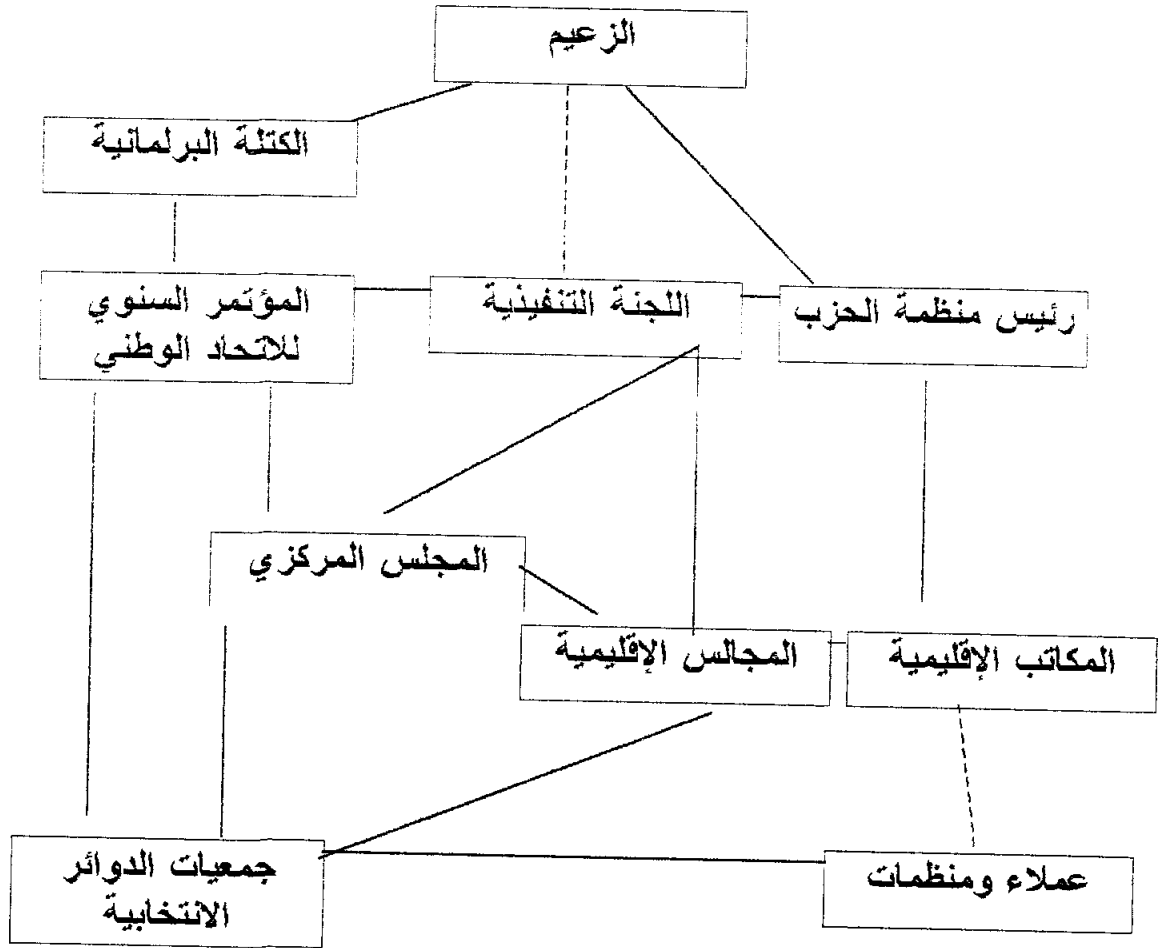 الزعيم
الكتلة البرلمانية
رئيس منظمة الحزب
اللجنة التنفيذية
المؤتمر السنوي
للاتحاد الوطني
المجلس المركزي
المكاتب الإقليمية
المجالس الإقليمية
عملاء ومنظمات
جمعيات الدوائر
الانتخابية